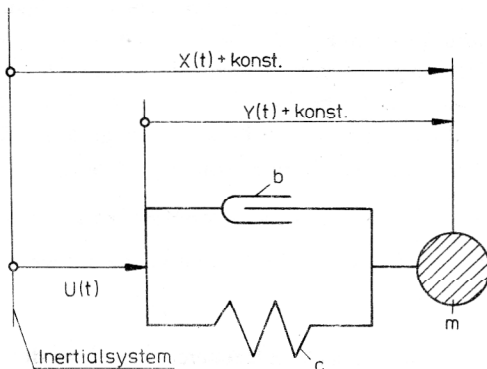 X(t) + konst.
Y(t) + konst.
b
U(t)
m
c
Inertialsystem